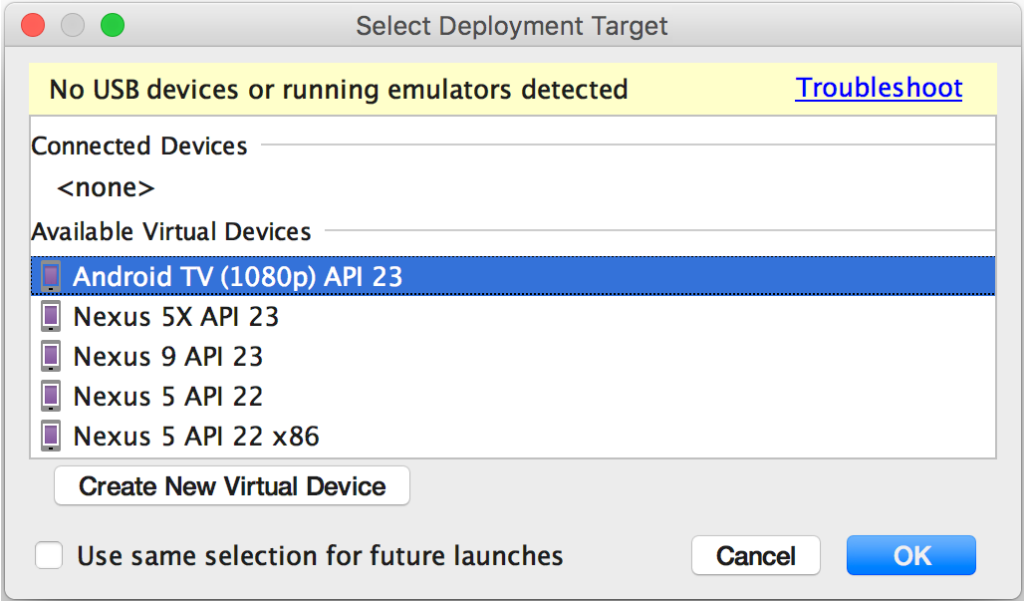 Select Deployment Target
No USB devices or running emulators detected Troubleshoot
Connected Devices
<none>
Available Virtual Devices
Android TV (1080p) API 23
Nexus 5X API 23
Nexus 9 API 23
Nexus 5 API 22
Nexus 5 API 22 x86
Create New Virtual Device
Use same selection for future launches Cancel OK